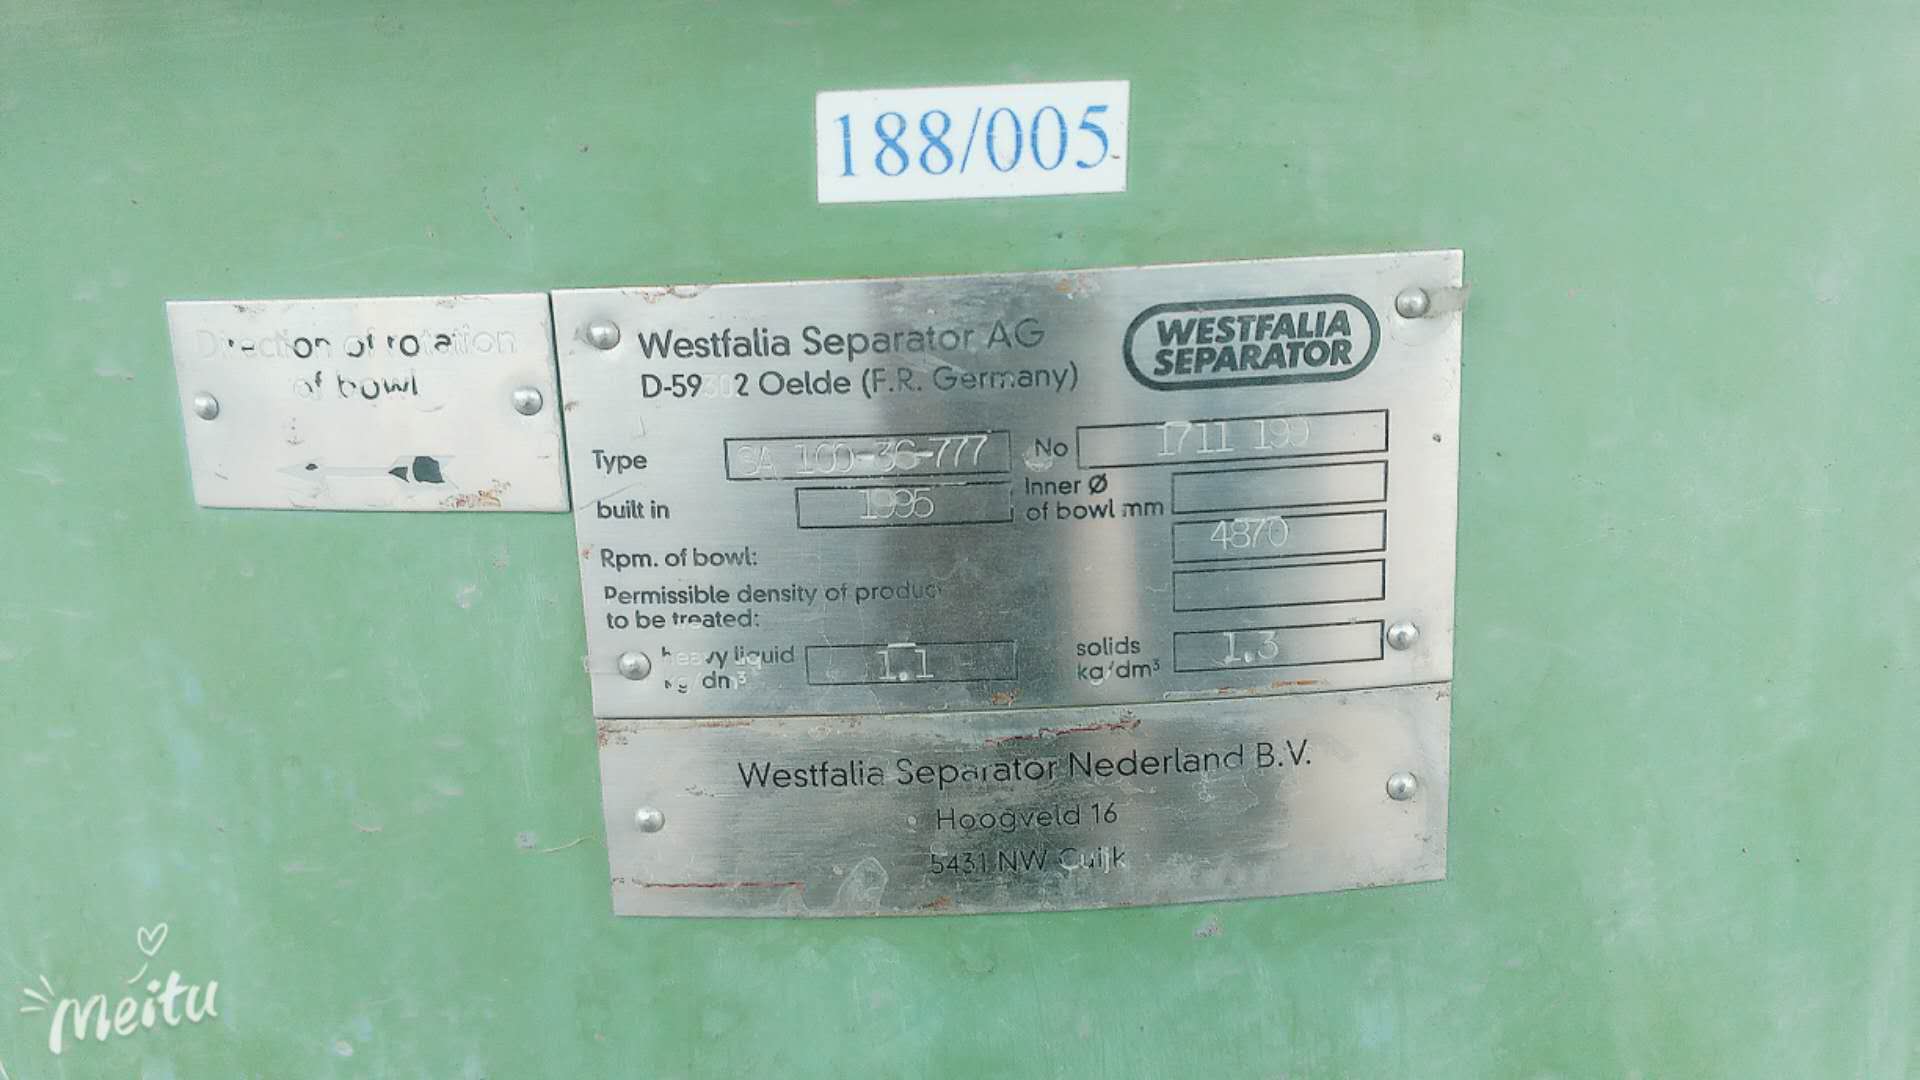 188/005
Direction of rotation
of bowl
Westfalia Separator AG
D-59302 Oelde (F.R. Germany)
WESTFALIA
SEPARATOR
Type SA 100-36-777 No 1711 199
built in 1995 Inner Ø
of bowl mm
Rpm. of bowl: 4870
Permissible density of product
to be treated:
heavy liquid
kg/dm³ 1.1 solids
kg/dm³ 1.3
Westfalia Separator Nederland B.V.
Hoogveld 16
5431 NW Cuijk
meitu